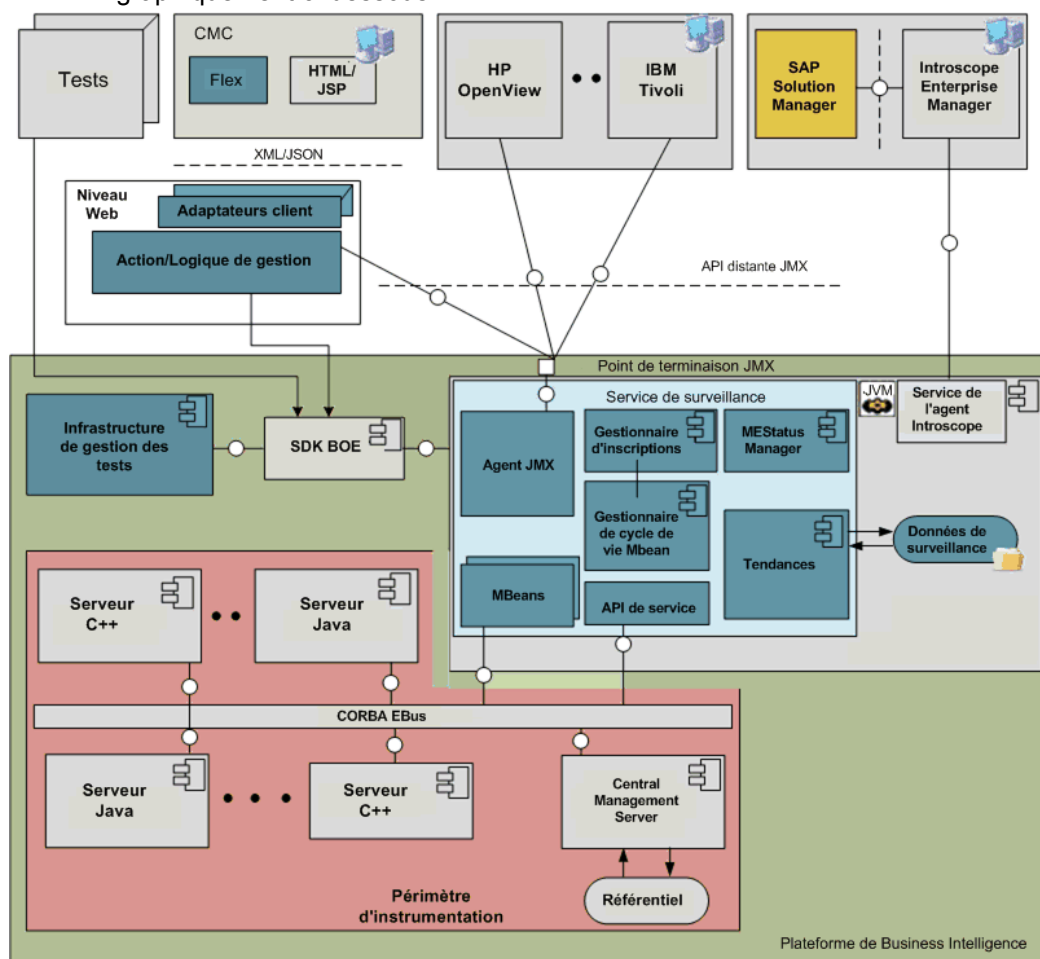 Tests
CMC
Flex
HTML/
JSP
HP
OpenView
IBM
Tivoli
SAP
Solution
Manager
Introscope
Enterprise
Manager
XML/JSON
Niveau
Web
Adaptateurs client
Action/Logique de gestion
API distante JMX
Point de terminaison JMX
Service de surveillance
JVM
Service de
l'agent
Introscope
Infrastructure
de gestion des
tests
SDK BOE
Agent JMX
Gestionnaire
d'inscriptions
MEStatus
Manager
Gestionnaire
de cycle de
vie Mbean
Tendances
Données de
surveillance
MBeans
API de service
Serveur
C++
Serveur
Java
CORBA EBus
Serveur
Java
Serveur
C++
Central
Management
Server
Périmètre
d'instrumentation
Référentiel
Plateforme de Business Intelligence